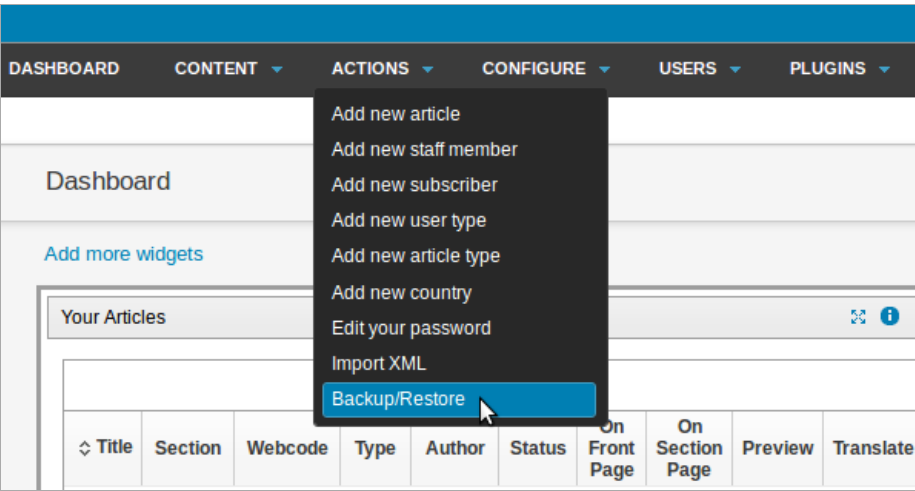 DASHBOARD CONTENT ACTIONS CONFIGURE USERS PLUGINS
Add new article
Add new staff member
Add new subscriber
Add new user type
Add new article type
Add new country
Edit your password
Import XML
Backup/Restore
Dashboard
Add more widgets
Your Articles
Title Section Webcode Type Author Status On Front Page On Section Page Preview Translate